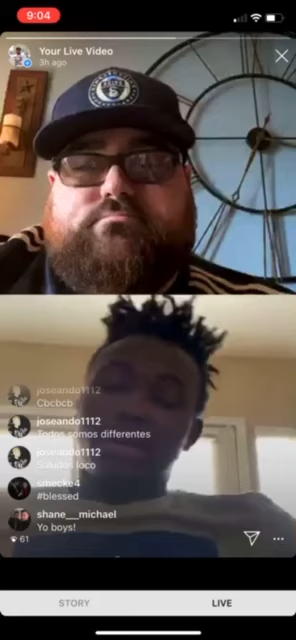 9:04
Your Live Video
3h ago
joseando1112
Cbcbcb
joseando1112
Todos somos differentes
joseando1112
Saludos loco
smecke4
#blessed
shane__michael
Yo boys!
61
STORY
LIVE